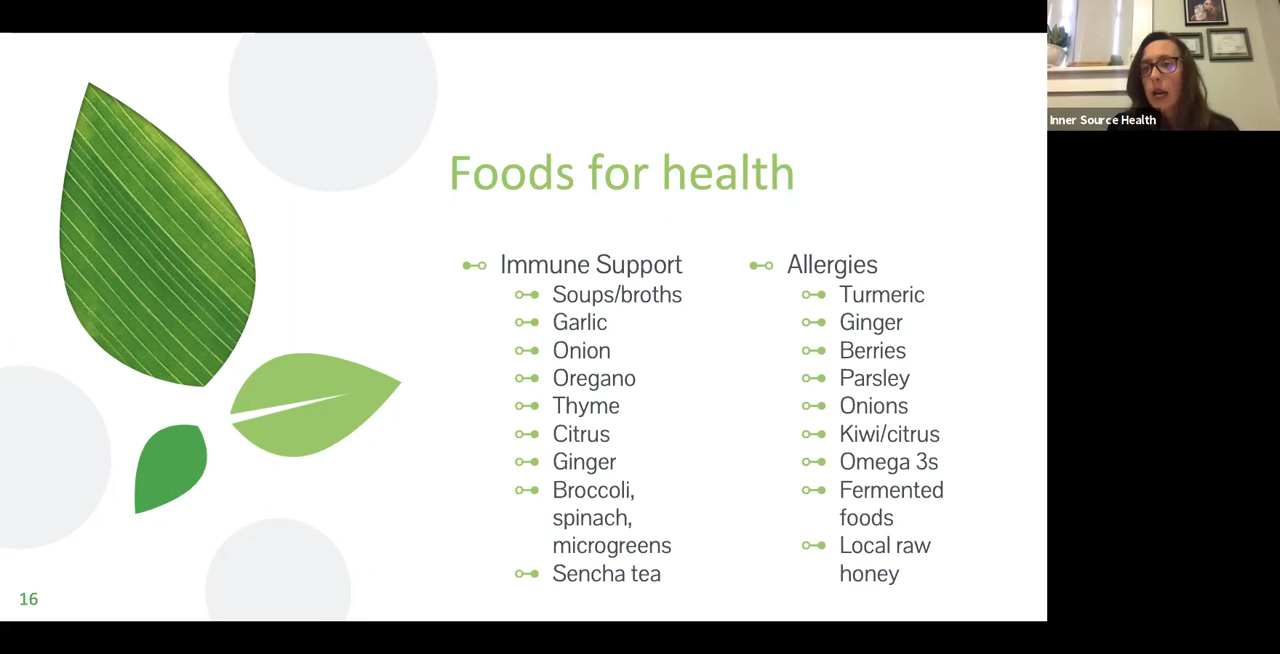 Foods for health
Immune Support
Soups/broths
Garlic
Onion
Oregano
Thyme
Citrus
Ginger
Broccoli,
spinach,
microgreens
Sencha tea
Allergies
Turmeric
Ginger
Berries
Parsley
Onions
Kiwi/citrus
Omega 3s
Fermented
foods
Local raw
honey
16
Inner Source Health